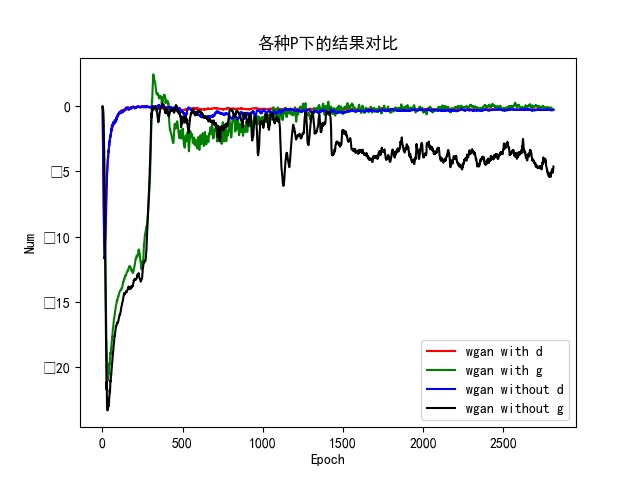 各种P下的结果对比
0
□5
□10
□15
□20
Num
0 500 1000 1500 2000 2500
Epoch
wgan with d
wgan with g
wgan without d
wgan without g